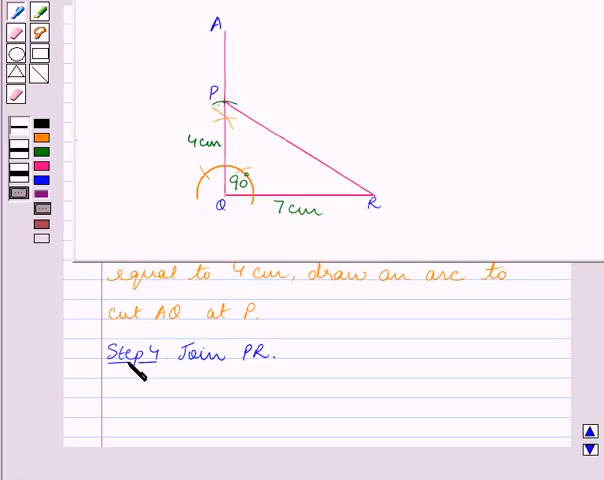 A
P
4cm
90°
Q
7cm
R
equal to 4 cm, draw an arc to
cut AQ at P.
Step 4 Join PR.